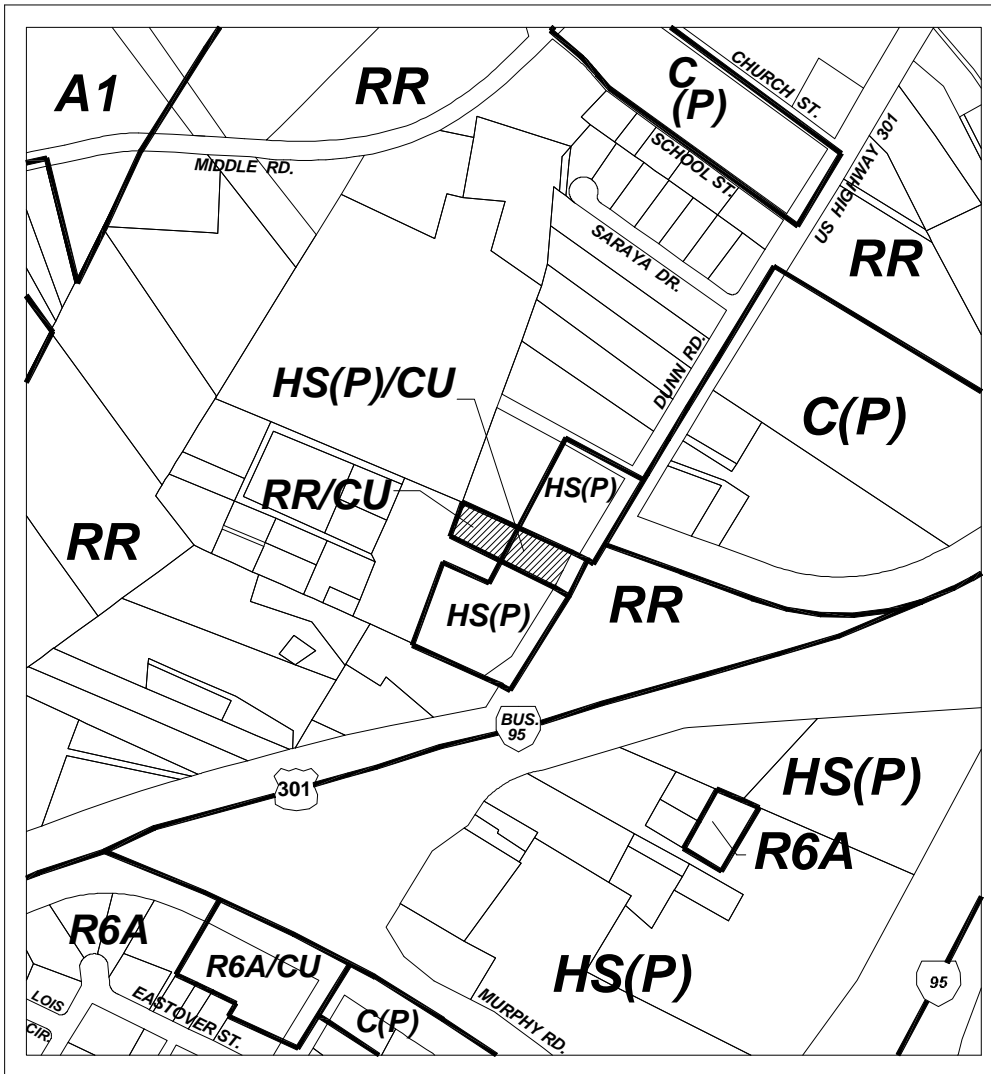 A1
RR
C
(P)
CHURCH ST.
MIDDLE RD.
SCHOOL ST.
US HIGHWAY 301
SARAYA DR.
RR
DUNN RD.
HS(P)/CU
C(P)
RR/CU
HS(P)
RR
HS(P)
RR
BUS.
95
301
HS(P)
R6A
R6A
R6A/CU
HS(P)
95
LOIS
CIR.
EASTOVER ST.
C(P)
MURPHY RD.